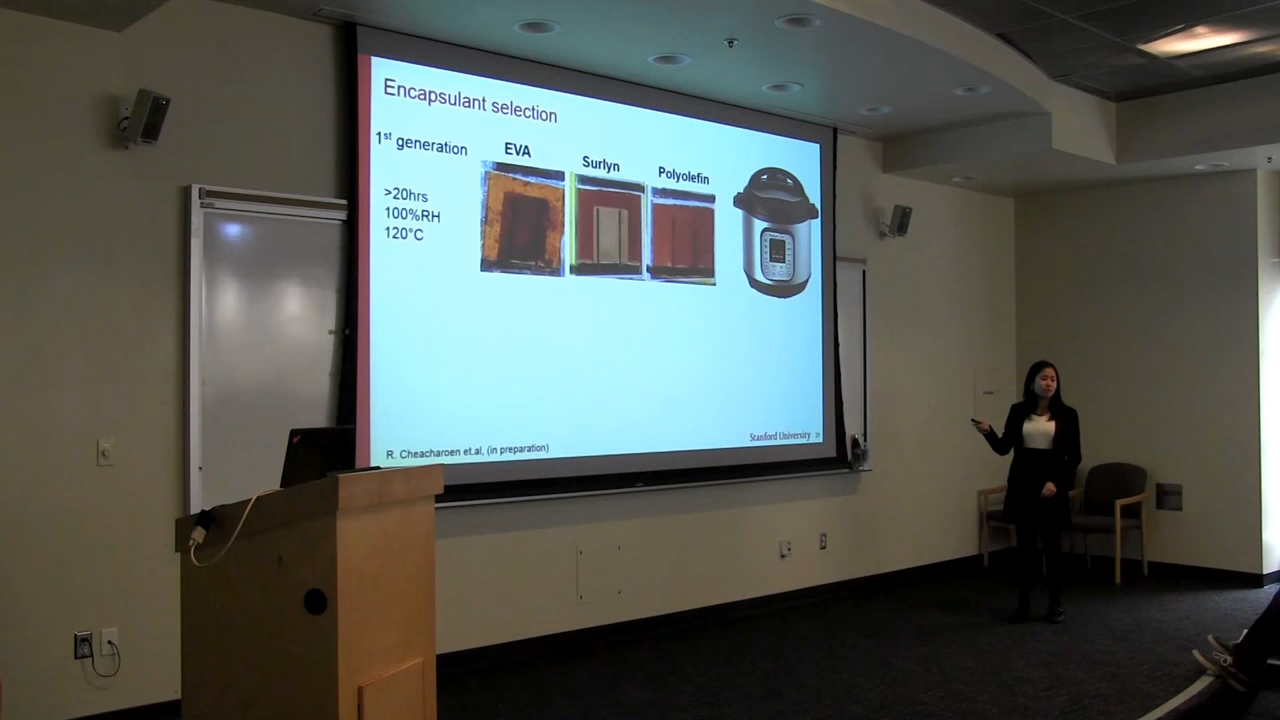 Encapsulant selection
1st generation
EVA
Surlyn
Polyolefin
>20hrs
100%RH
120°C
Stanford University
R. Cheacharoen et.al, (in preparation)